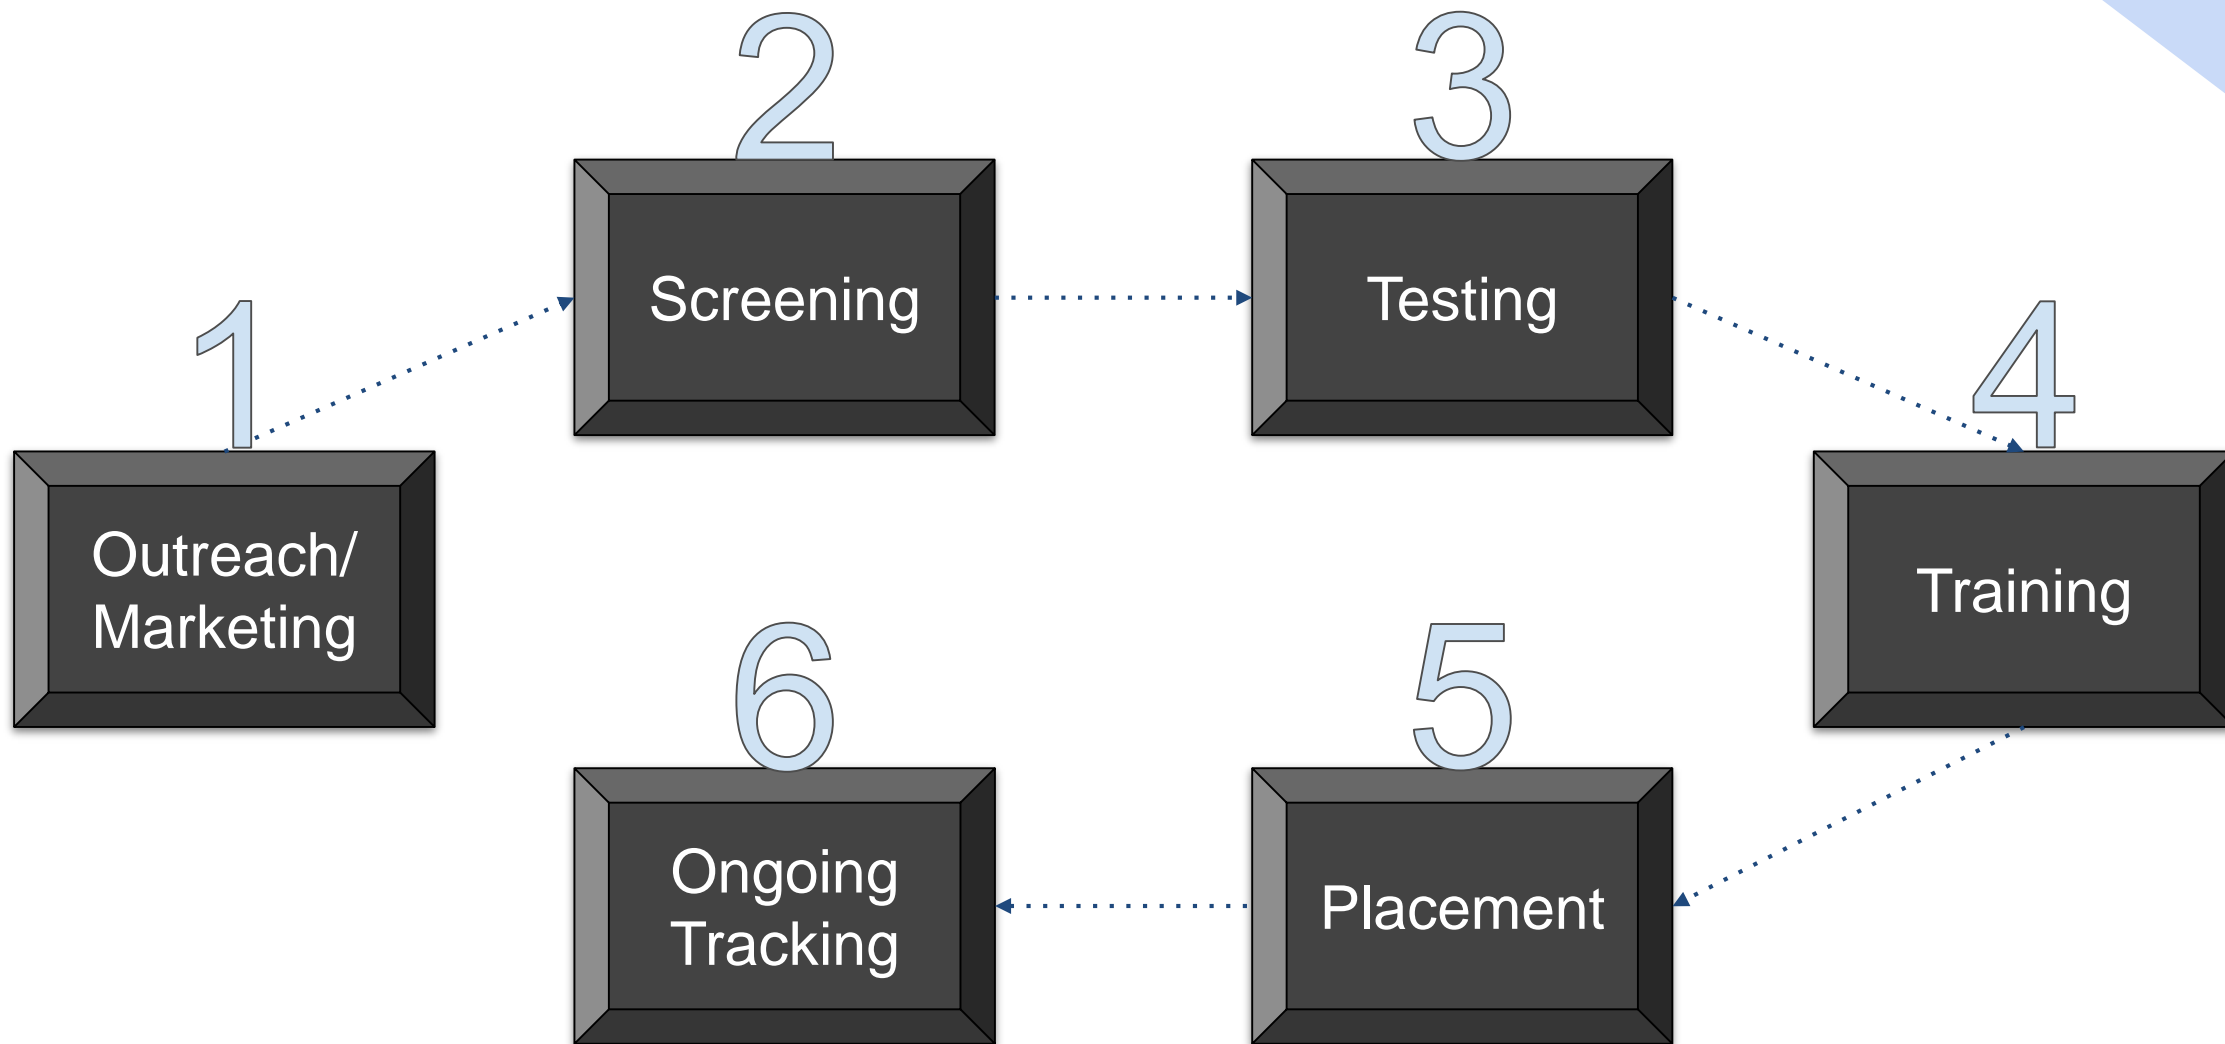 1
Outreach/
Marketing
2
Screening
3
Testing
4
Training
5
Placement
6
Ongoing
Tracking